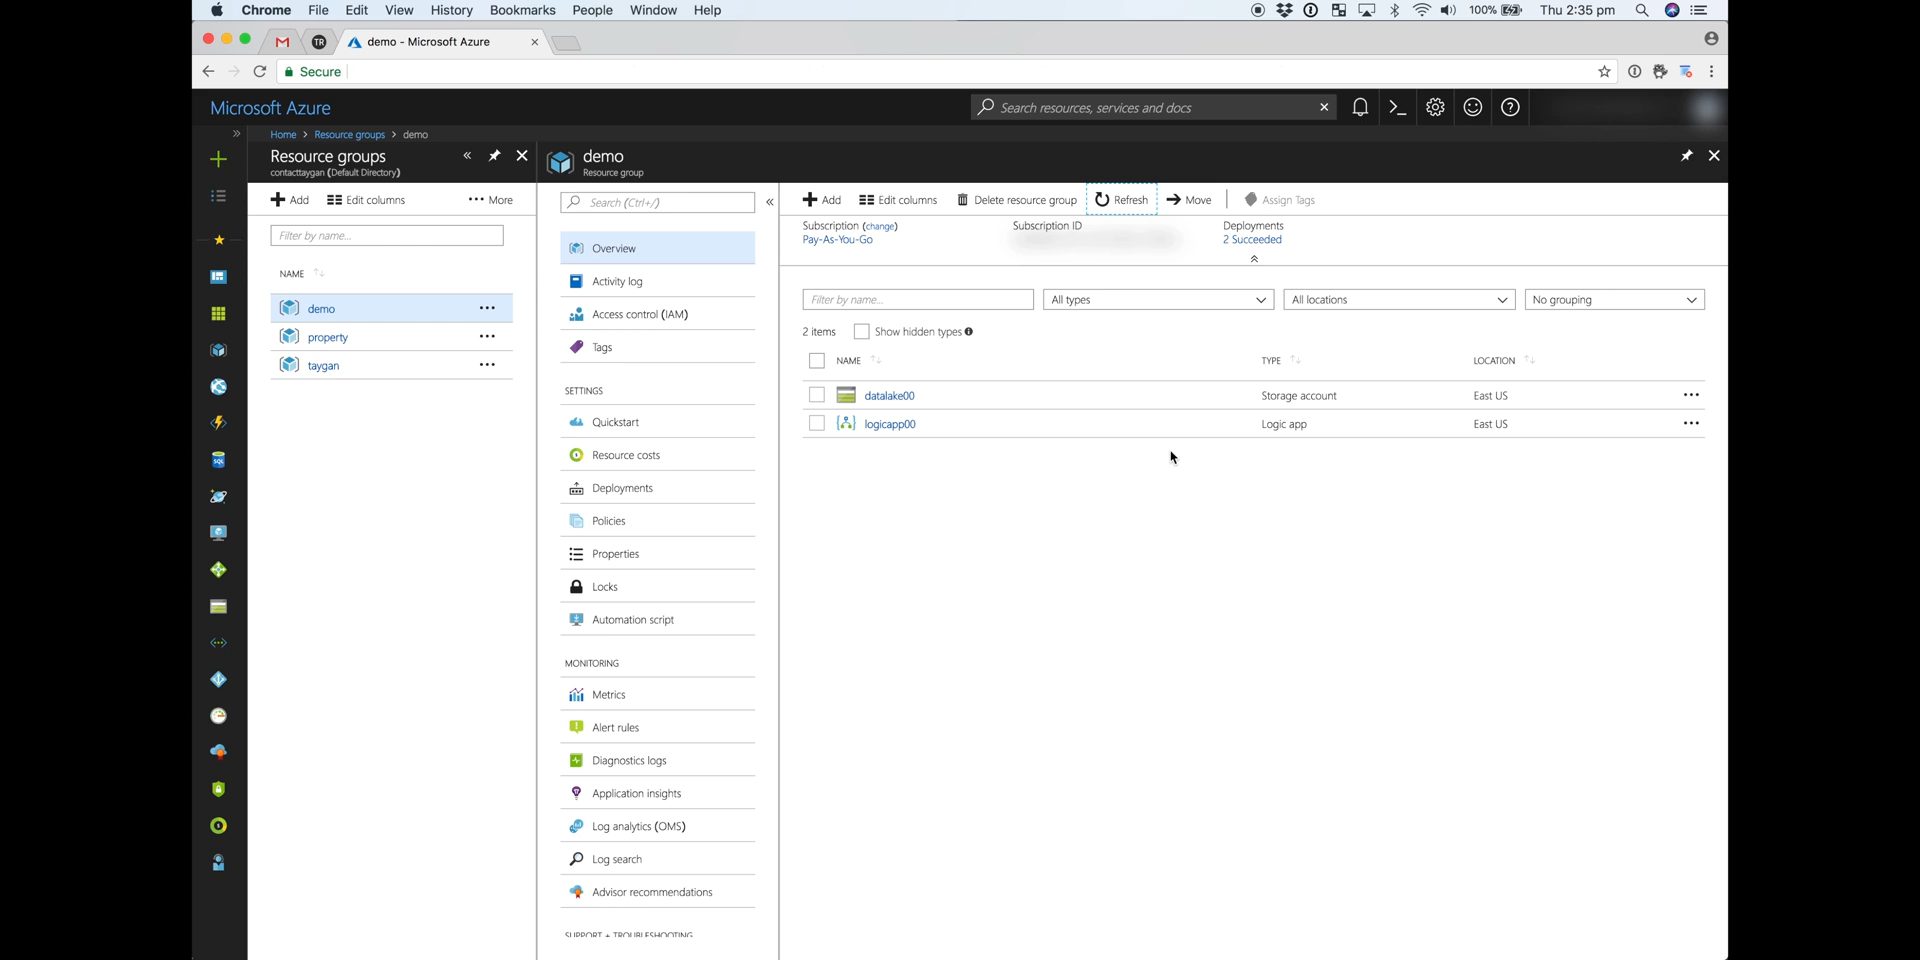 Chrome File Edit View History Bookmarks People Window Help 100% Thu 2:35 pm
TR demo - Microsoft Azure
Secure
Microsoft Azure
Search resources, services and docs
Home > Resource groups > demo
Resource groups
contacttaygan (Default Directory)
demo
Resource group
Add Edit columns More
Filter by name...
NAME
demo
property
taygan
Search (Ctrl+/)
Overview
Activity log
Access control (IAM)
Tags
SETTINGS
Quickstart
Resource costs
Deployments
Policies
Properties
Locks
Automation script
MONITORING
Metrics
Alert rules
Diagnostics logs
Application insights
Log analytics (OMS)
Log search
Advisor recommendations
SUPPORT + TROUBLESHOOTING
Add Edit columns Delete resource group Refresh Move Assign Tags
Subscription (change) Subscription ID Deployments
Pay-As-You-Go 2 Succeeded
Filter by name... All types All locations No grouping
2 items Show hidden types
NAME TYPE LOCATION
datalake00 Storage account East US
logicapp00 Logic app East US